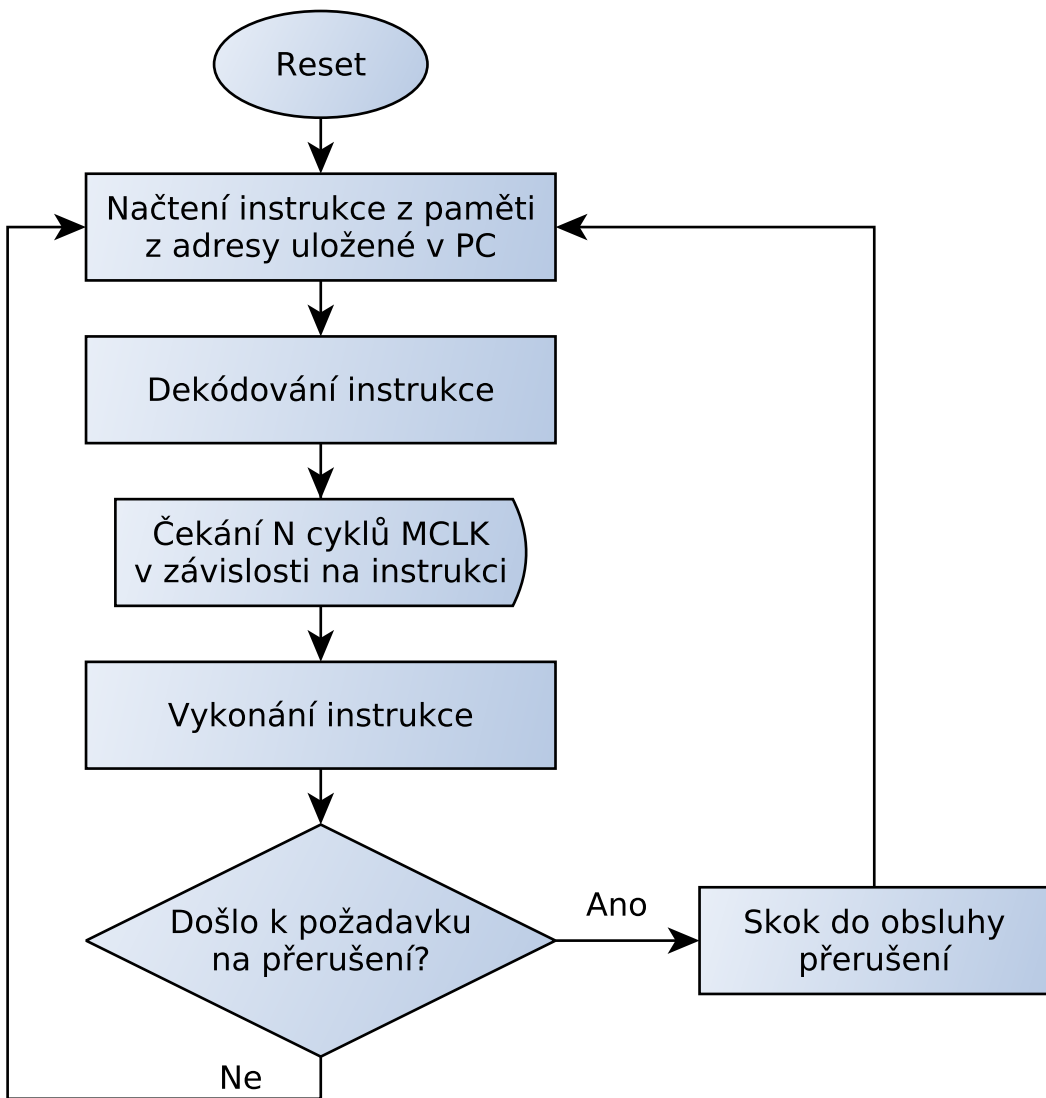 Reset
Načtení instrukce z paměti
z adresy uložené v PC
Dekódování instrukce
Čekání N cyklů MCLK
v závislosti na instrukci
Vykonání instrukce
Došlo k požadavku
na přerušení?
Ano
Skok do obsluhy
přerušení
Ne